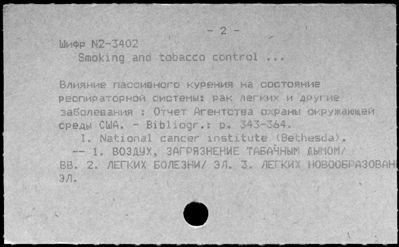 - 2 -
Шифр N2-3402
Smoking and tobacco control ...
Влияние пассивного курения на состояние
респираторной системы: рак легких и другие
заболевания : Отчет Агентства охраны окружающей
среды США. - Bibliogr.: p. 343-364.
1. National cancer institute (Bethesda).
-- 1. ВОЗДУХ, ЗАГРЯЗНЕНИЕ ТАБАЧНЫМ ДЫМОМ/
ВВ. 2. ЛЕГКИХ БОЛЕЗНИ/ ЭЛ. 3. ЛЕГКИХ НОВООБРАЗОВАН
ЭЛ.